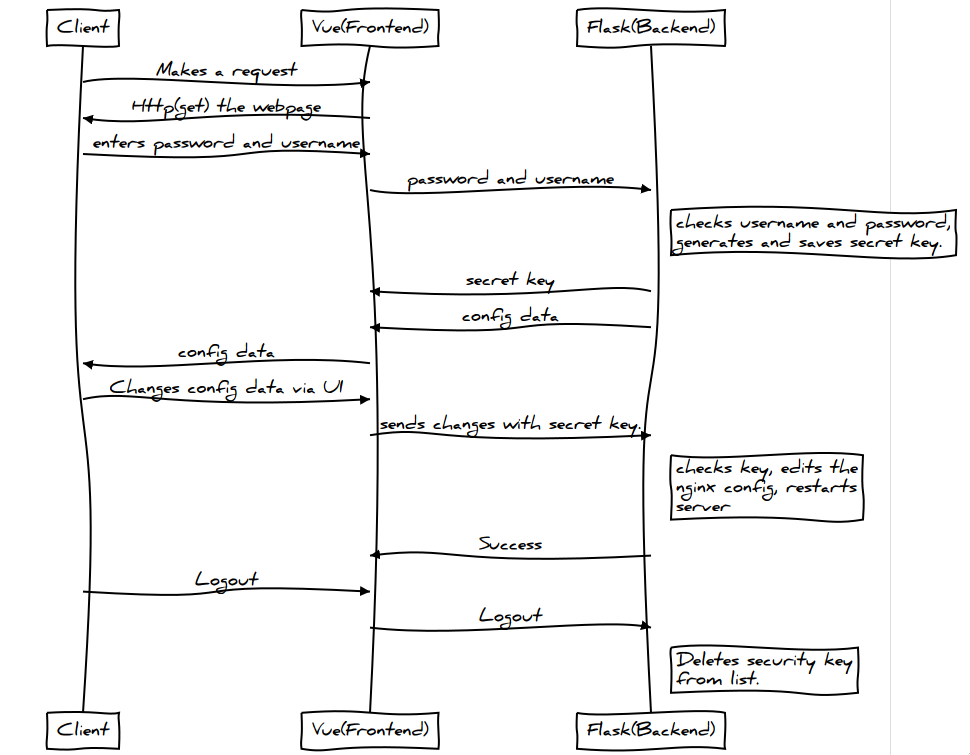 Client
Vue(Frontend)
Flask(Backend)
Makes a request
Http(get) the webpage
enters password and username
password and username
checks username and password,
generates and saves secret key.
secret key
config data
config data
Changes config data via UI
sends changes with secret key.
checks key, edits the
nginx config, restarts
server
Success
Logout
Logout
Deletes security key
from list.
Client
Vue(Frontend)
Flask(Backend)